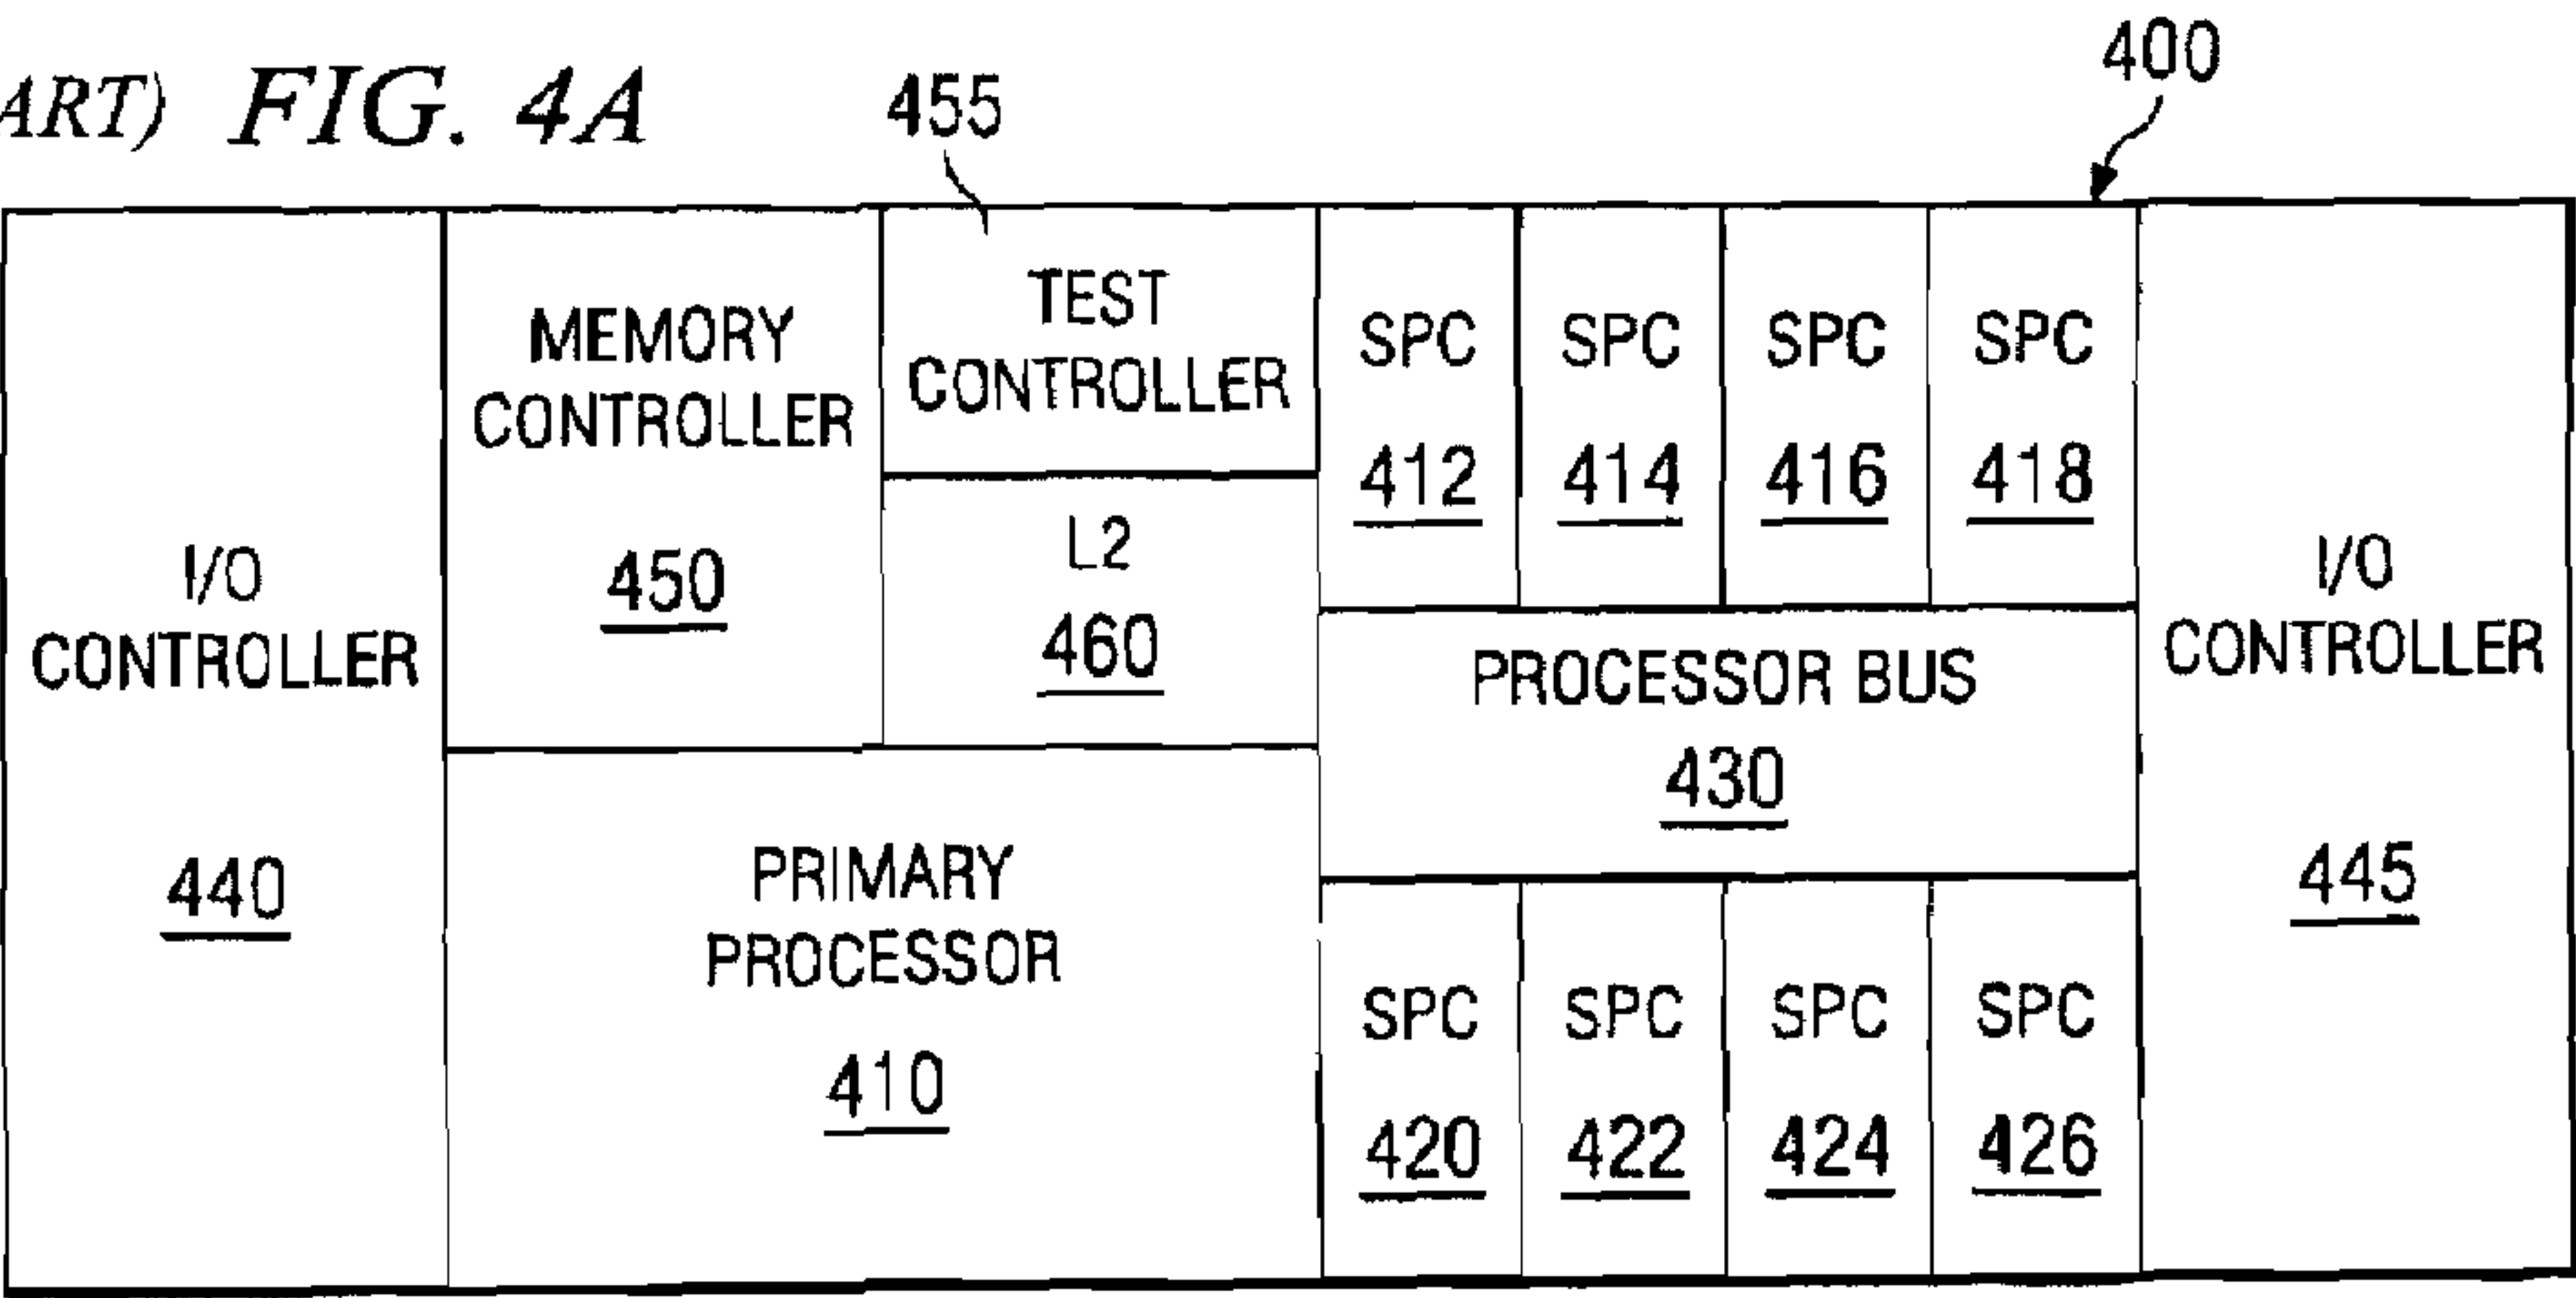 ART) FIG. 4A
455
400
I/O
CONTROLLER
440
MEMORY
CONTROLLER
450
TEST
CONTROLLER
L2
460
PRIMARY
PROCESSOR
410
SPC
412
SPC
414
SPC
416
SPC
418
PROCESSOR BUS
430
SPC
420
SPC
422
SPC
424
SPC
426
I/O
CONTROLLER
445